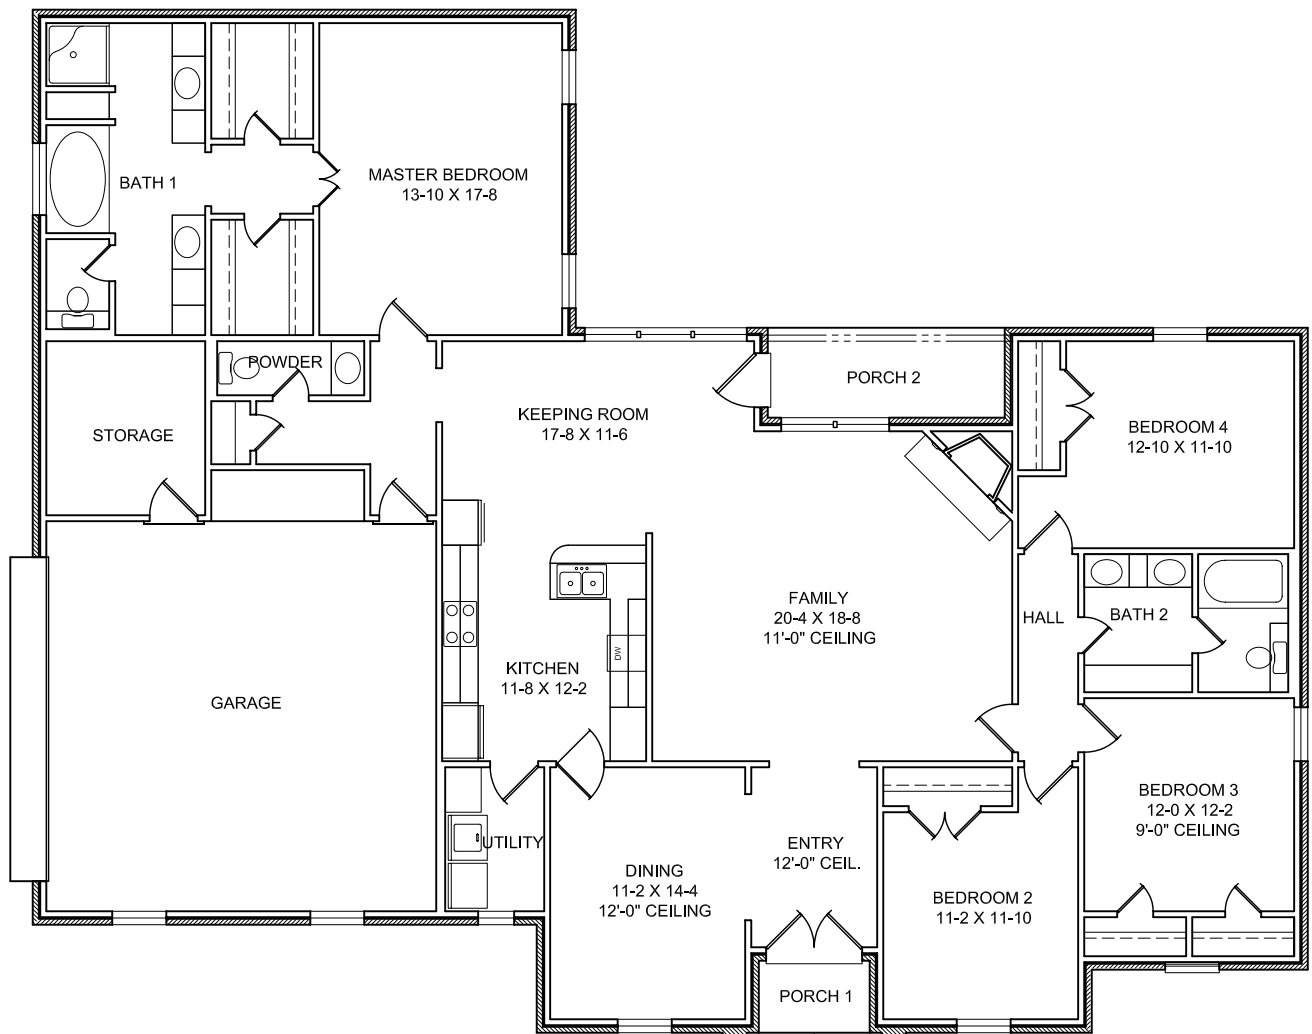 BATH 1
MASTER BEDROOM
13-10 X 17-8
POWDER
STORAGE
KEEPING ROOM
17-8 X 11-6
PORCH 2
BEDROOM 4
12-10 X 11-10
FAMILY
20-4 X 18-8
11'-0" CEILING
HALL
BATH 2
DW
KITCHEN
11-8 X 12-2
GARAGE
BEDROOM 3
12-0 X 12-2
9'-0" CEILING
UTILITY
ENTRY
12'-0" CEIL.
DINING
11-2 X 14-4
12'-0" CEILING
BEDROOM 2
11-2 X 11-10
PORCH 1